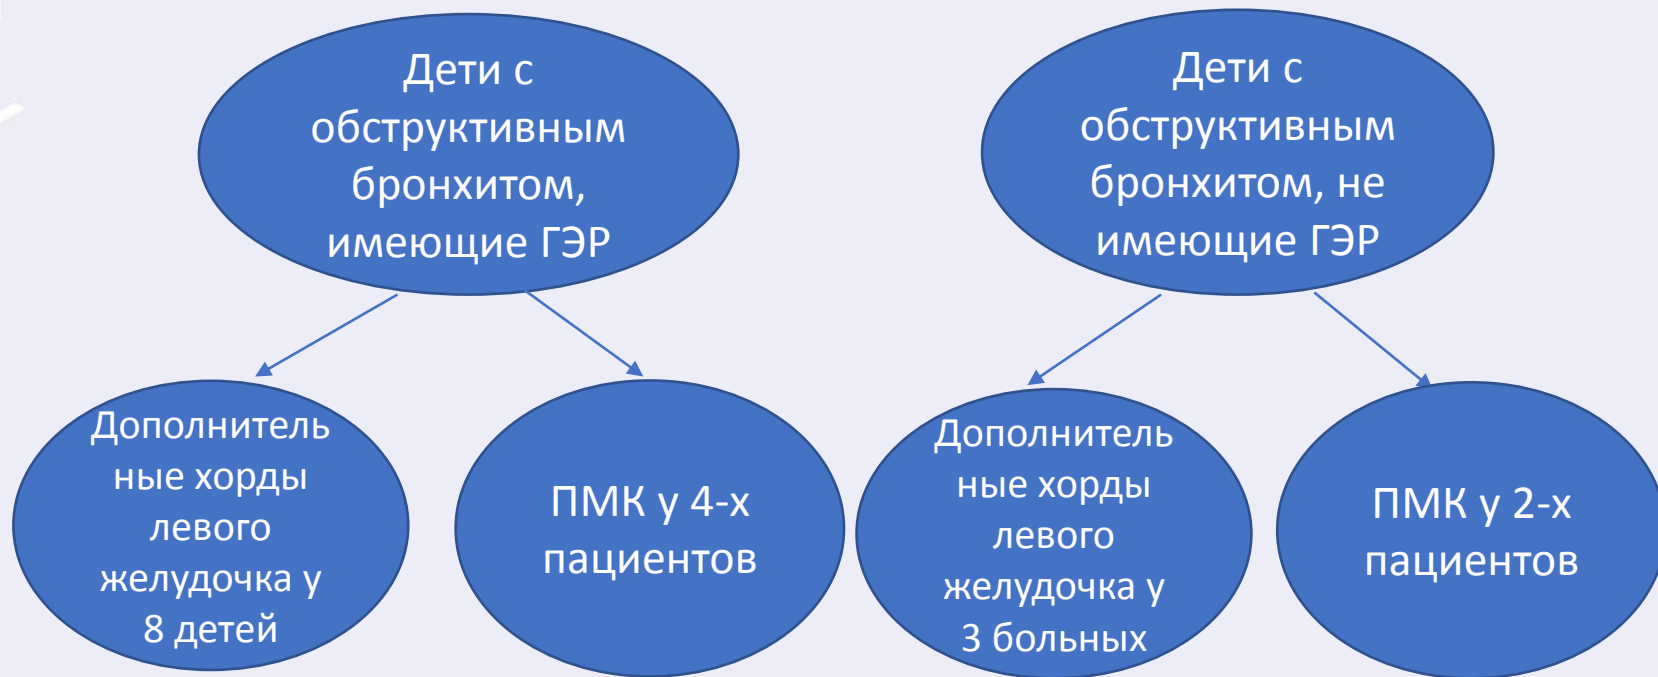 Дети с
обструктивным
бронхитом,
имеющие ГЭР
Дети с
обструктивным
бронхитом, не
имеющие ГЭР
Дополнитель
ные хорды
левого
желудочка у
8 детей
ПМК у 4-х
пациентов
Дополнитель
ные хорды
левого
желудочка у
3 больных
ПМК у 2-х
пациентов